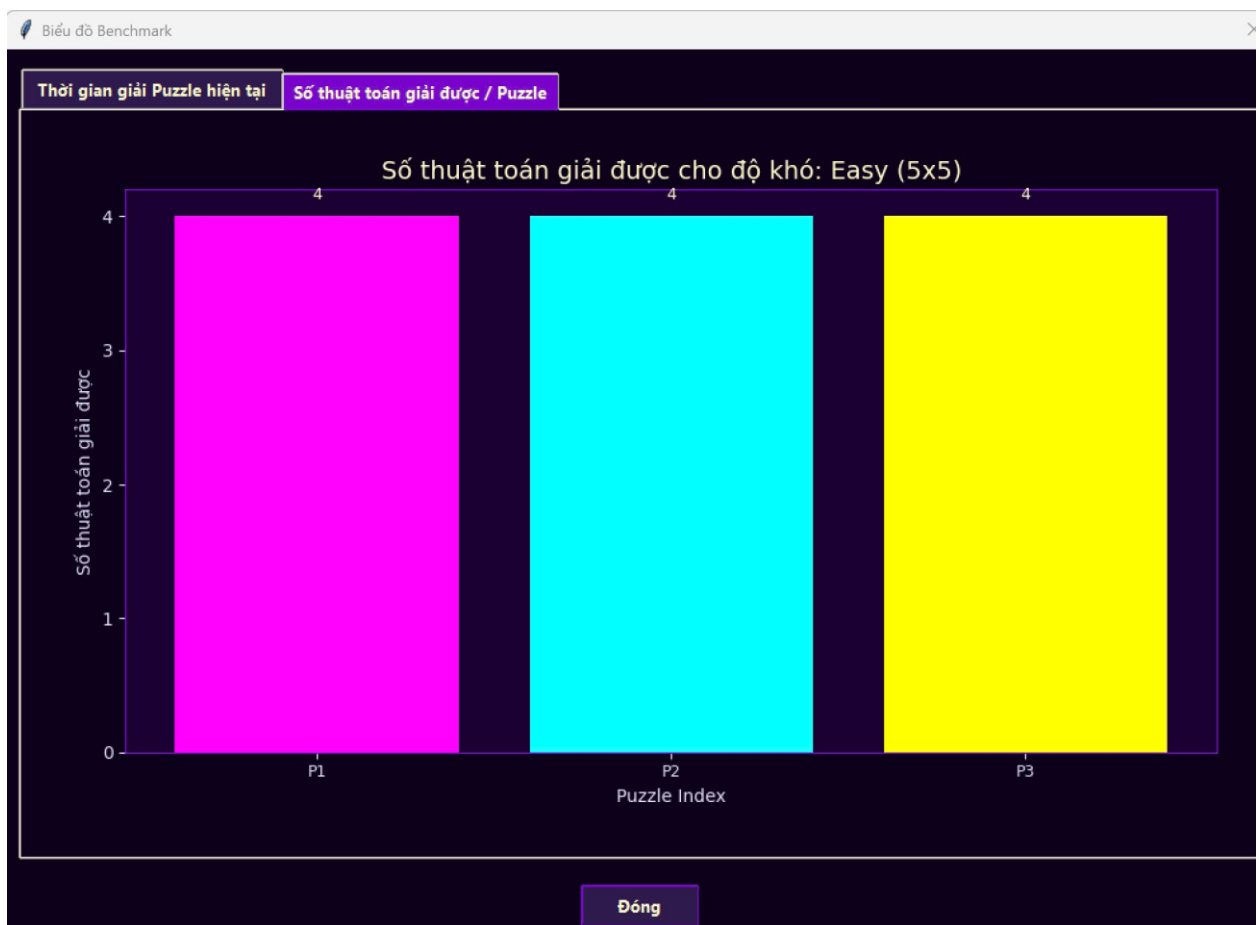 Biểu đồ Benchmark
Thời gian giải Puzzle hiện tại
Số thuật toán giải được / Puzzle
Số thuật toán giải được cho độ khó: Easy (5x5)
4
4
4
4
3
2
1
0
Số thuật toán giải được
P1
P2
P3
Puzzle Index
Đóng